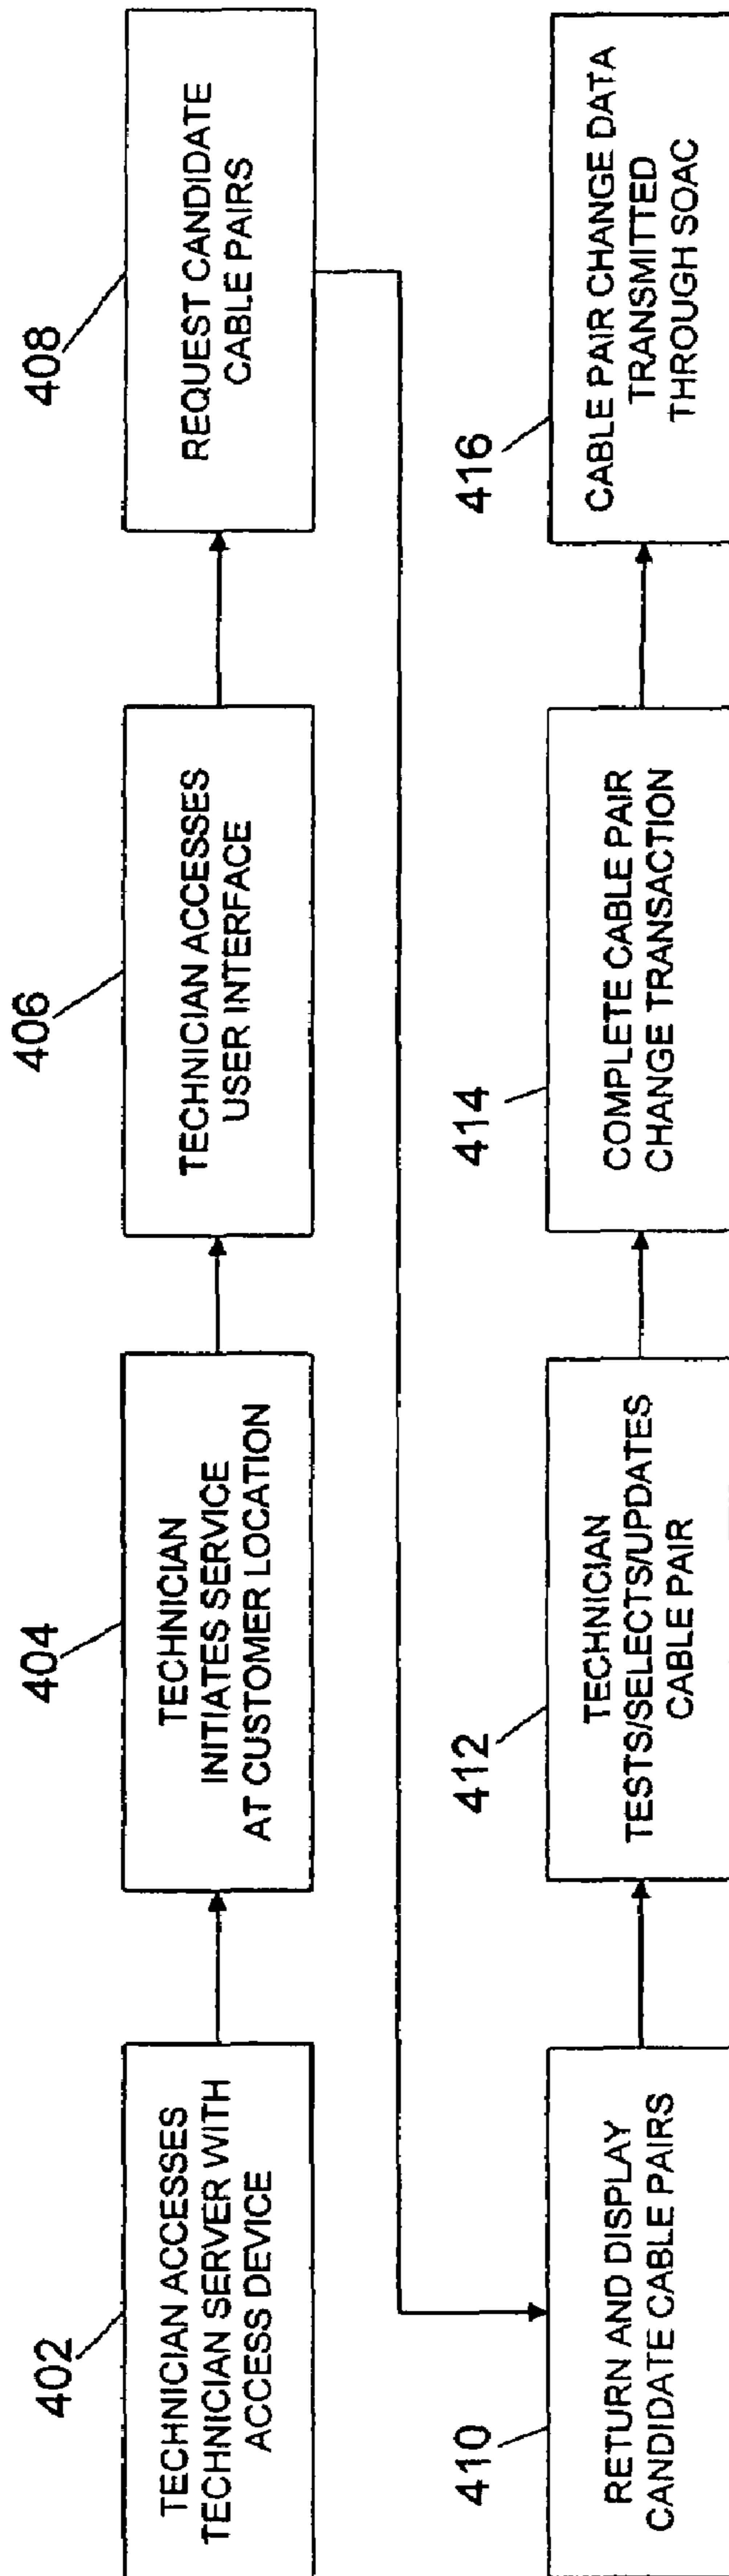 402
TECHNICIAN ACCESSES
TECHNICIAN SERVER WITH
ACCESS DEVICE
404
TECHNICIAN
INITIATES SERVICE
AT CUSTOMER LOCATION
406
TECHNICIAN ACCESSES
USER INTERFACE
408
REQUEST CANDIDATE
CABLE PAIRS
410
RETURN AND DISPLAY
CANDIDATE CABLE PAIRS
412
TECHNICIAN
TESTS/SELECTS/UPDATES
CABLE PAIR
414
COMPLETE CABLE PAIR
CHANGE TRANSACTION
416
CABLE PAIR CHANGE DATA
TRANSMITTED
THROUGH SOAC